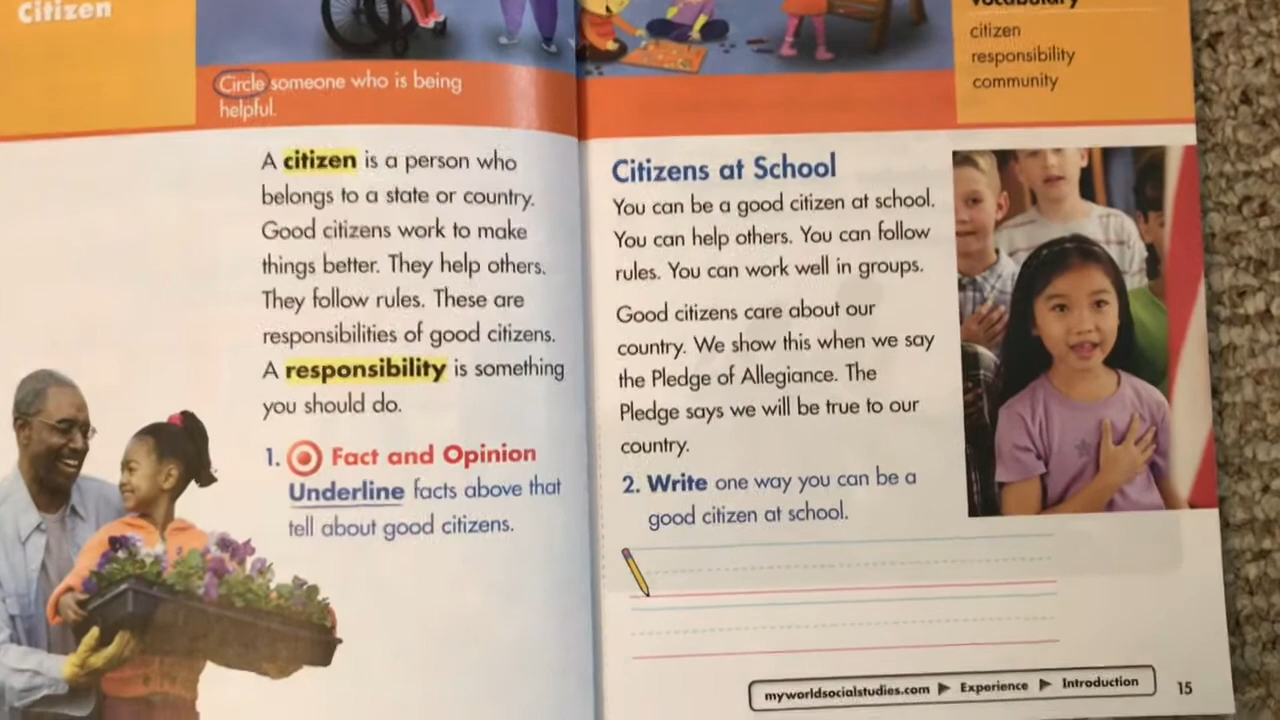 Citizen
Circle someone who is being
helpful.
A citizen is a person who
belongs to a state or country.
Good citizens work to make
things better. They help others.
They follow rules. These are
responsibilities of good citizens.
A responsibility is something
you should do.
1. Fact and Opinion
Underline facts above that
tell about good citizens.
Vocabulary
citizen
responsibility
community
Citizens at School
You can be a good citizen at school.
You can help others. You can follow
rules. You can work well in groups.
Good citizens care about our
country. We show this when we say
the Pledge of Allegiance. The
Pledge says we will be true to our
country.
2. Write one way you can be a
good citizen at school.
myworldsocialstudies.com ▶ Experience ▶ Introduction
15